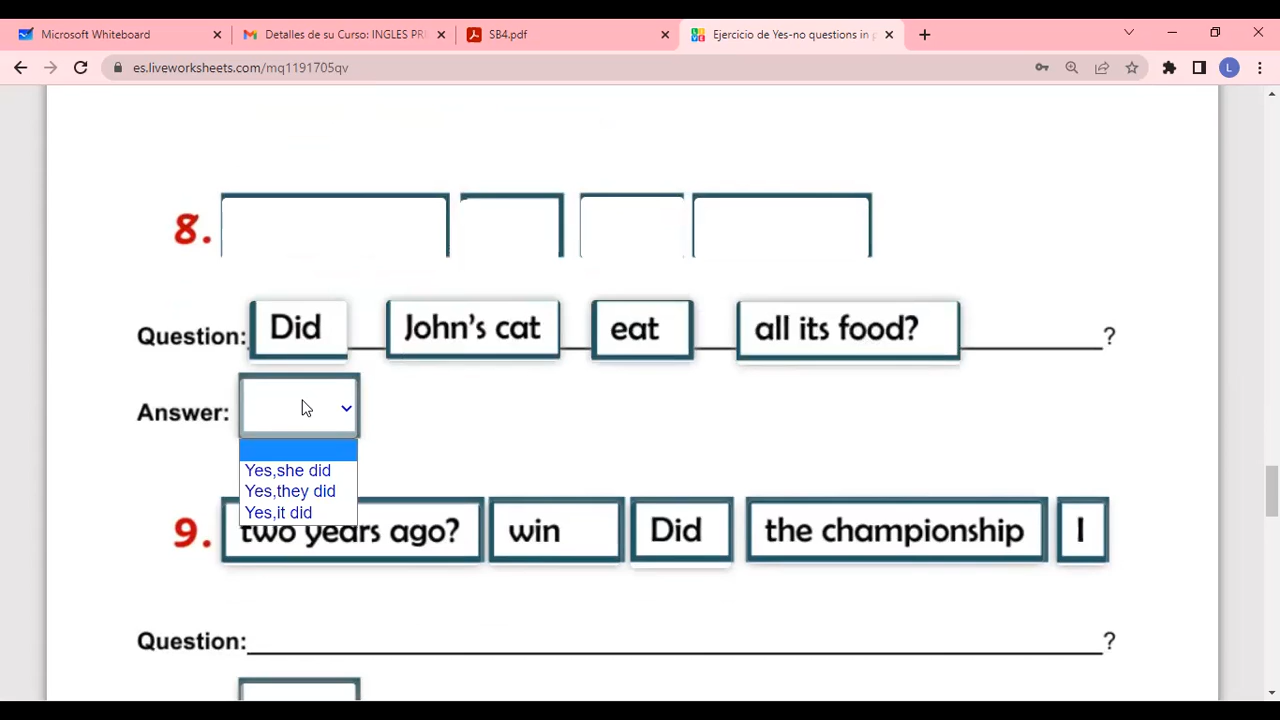 Microsoft Whiteboard
Detalles de su Curso: INGLES PRI
SB4.pdf
Ejercicio de Yes-no questions in p
es.liveworksheets.com/mq1191705qv
L
8.
Question: Did John's cat eat all its food? ?
Answer:
Yes,she did
Yes,they did
Yes,it did
9. two years ago? win Did the championship I
Question: ?